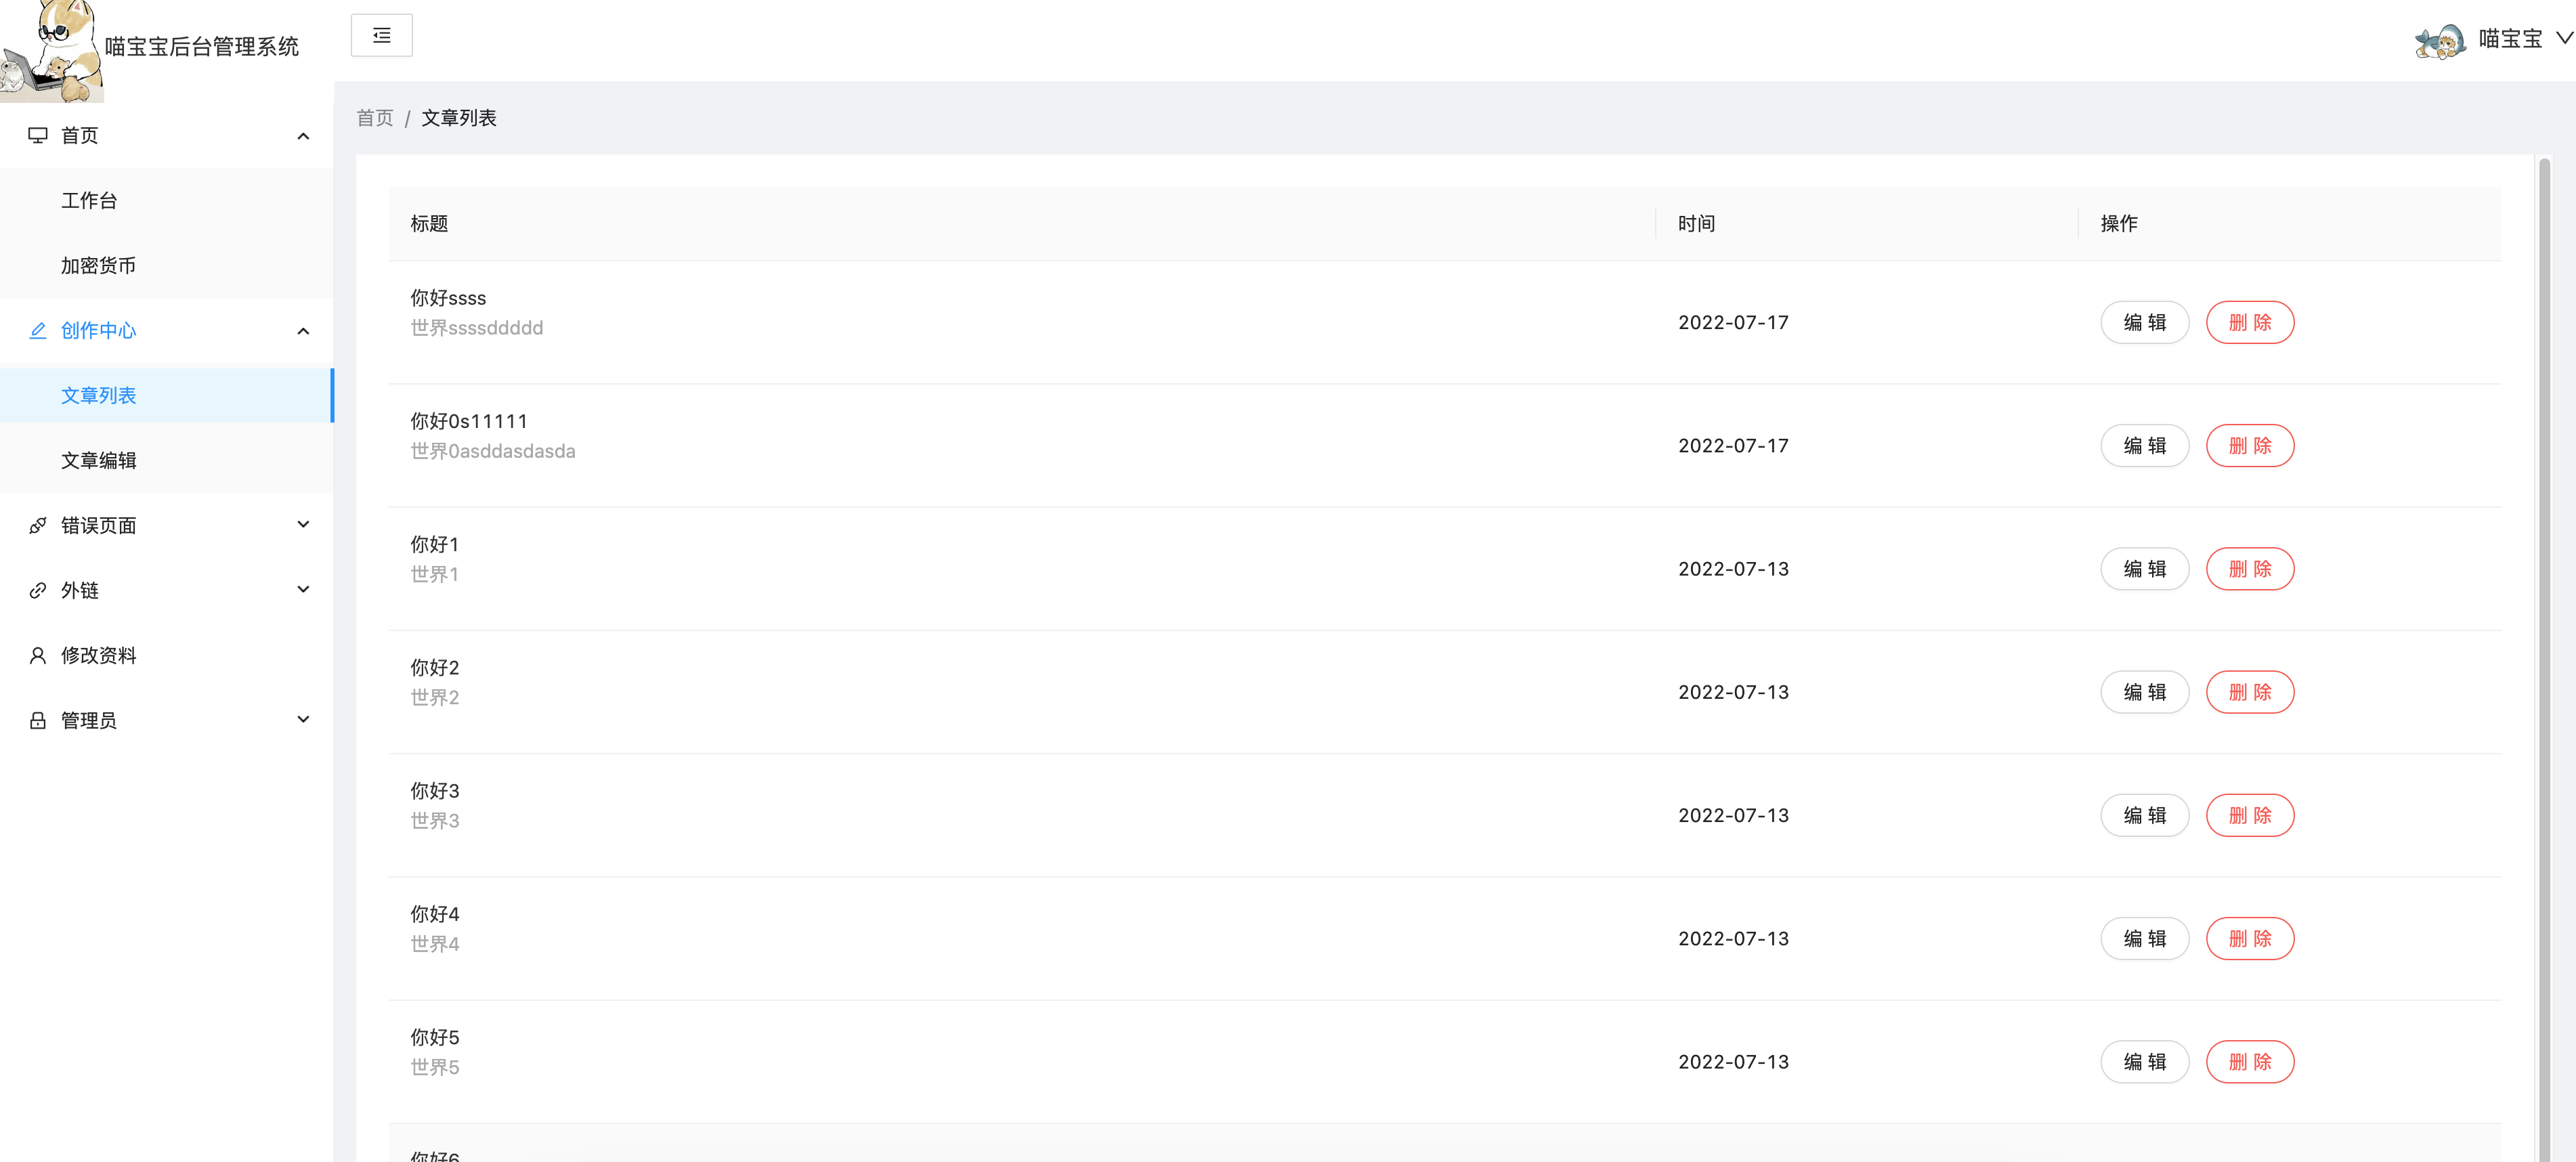 喵宝宝后台管理系统
喵宝宝
首页
工作台
加密货币
创作中心
文章列表
文章编辑
错误页面
外链
修改资料
管理员
首页 / 文章列表
标题 时间 操作
你好ssss
世界ssssddddd
2022-07-17 编 辑 删 除
你好0s11111
世界0asddasdasda
2022-07-17 编 辑 删 除
你好1
世界1
2022-07-13 编 辑 删 除
你好2
世界2
2022-07-13 编 辑 删 除
你好3
世界3
2022-07-13 编 辑 删 除
你好4
世界4
2022-07-13 编 辑 删 除
你好5
世界5
2022-07-13 编 辑 删 除
你好6